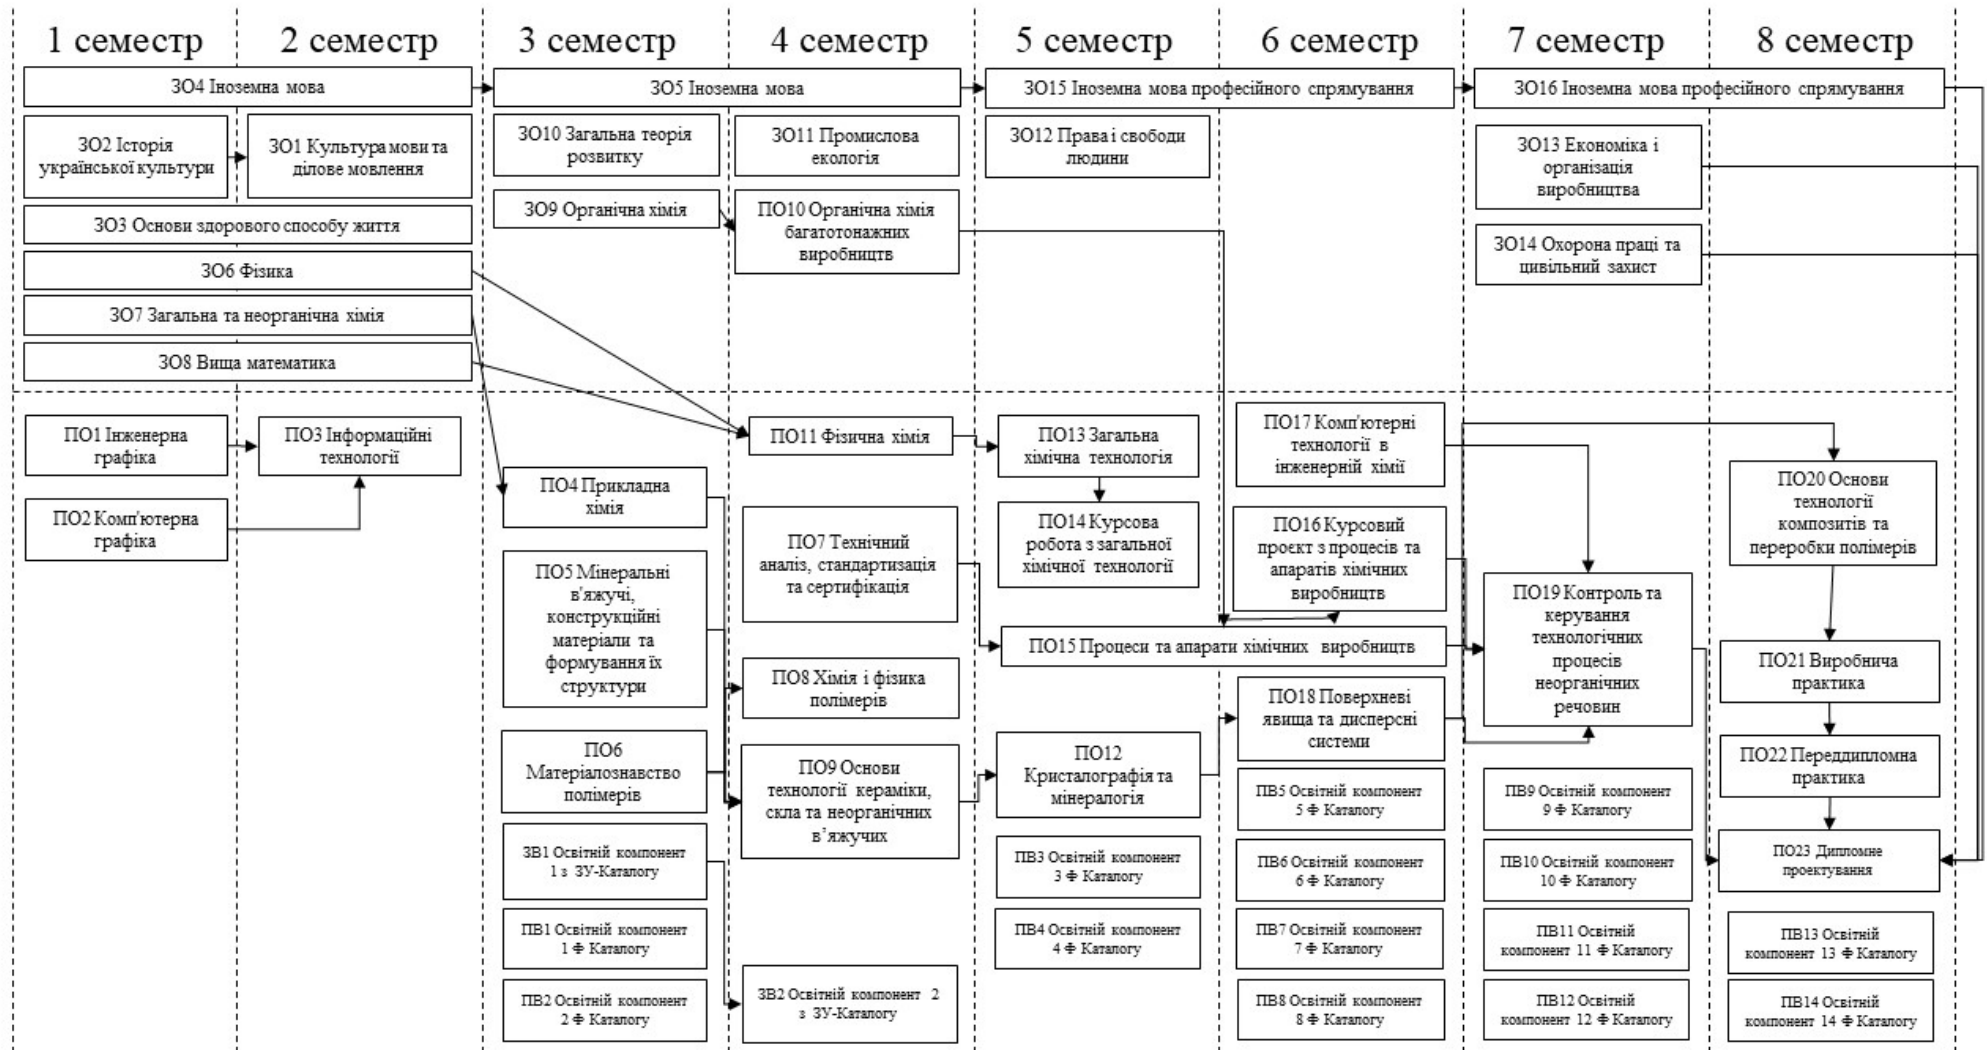 1 семестр
2 семестр
3 семестр
4 семестр
5 семестр
6 семестр
7 семестр
8 семестр
ЗО4 Іноземна мова
ЗО5 Іноземна мова
ЗО15 Іноземна мова професійного спрямування
ЗО16 Іноземна мова професійного спрямування
ЗО2 Історія
української культури
ЗО1 Культура мови та
ділове мовлення
ЗО10 Загальна теорія
розвитку
ЗО11 Промислова
екологія
ЗО12 Права і свободи
людини
ЗО13 Економіка і
організація
виробництва
ЗО3 Основи здорового способу життя
ЗО9 Органічна хімія
ПО10 Органічна хімія
багатотонажних
виробництв
ЗО14 Охорона праці та
цивільний захист
ЗО6 Фізика
ЗО7 Загальна та неорганічна хімія
ЗО8 Вища математика
ПО1 Інженерна
графіка
ПО3 Інформаційні
технології
ПО2 Комп'ютерна
графіка
ПО4 Прикладна
хімія
ПО5 Мінеральні
в'яжучі,
конструкційні
матеріали та
формування їх
структури
ПО6
Матеріалознавство
полімерів
ЗВ1 Освітній компонент
1 з ЗУ-Каталогу
ПВ1 Освітній компонент
1 Ф Каталогу
ПВ2 Освітній компонент
2 Ф Каталогу
ПО11 Фізична хімія
ПО7 Технічний
аналіз, стандартизація
та сертифікація
ПО8 Хімія і фізика
полімерів
ПО9 Основи
технології кераміки,
скла та неорганічних
в’яжучих
ЗВ2 Освітній компонент 2
з ЗУ-Каталогу
ПО13 Загальна
хімічна технологія
ПО14 Курсова
робота з загальної
хімічної технології
ПО15 Процеси та апарати хімічних виробництв
ПО12
Кристалографія та
мінералогія
ПВ3 Освітній компонент
3 Ф Каталогу
ПВ4 Освітній компонент
4 Ф Каталогу
ПО17 Комп'ютерні
технології в
інженерній хімії
ПО16 Курсовий
проєкт з процесів та
апаратів хімічних
виробництв
ПО18 Поверхневі
явища та дисперсні
системи
ПВ5 Освітній компонент
5 Ф Каталогу
ПВ6 Освітній компонент
6 Ф Каталогу
ПВ7 Освітній компонент
7 Ф Каталогу
ПВ8 Освітній компонент
8 Ф Каталогу
ПО19 Контроль та
керування
технологічних
процесів
неорганічних
речовин
ПВ9 Освітній компонент
9 Ф Каталогу
ПВ10 Освітній компонент
10 Ф Каталогу
ПВ11 Освітній
компонент 11 Ф Каталогу
ПВ12 Освітній
компонент 12 Ф Каталогу
ПО20 Основи
технології
композитів та
переробки полімерів
ПО21 Виробнича
практика
ПО22 Переддипломна
практика
ПО23 Дипломне
проектування
ПВ13 Освітній
компонент 13 Ф Каталогу
ПВ14 Освітній
компонент 14 Ф Каталогу